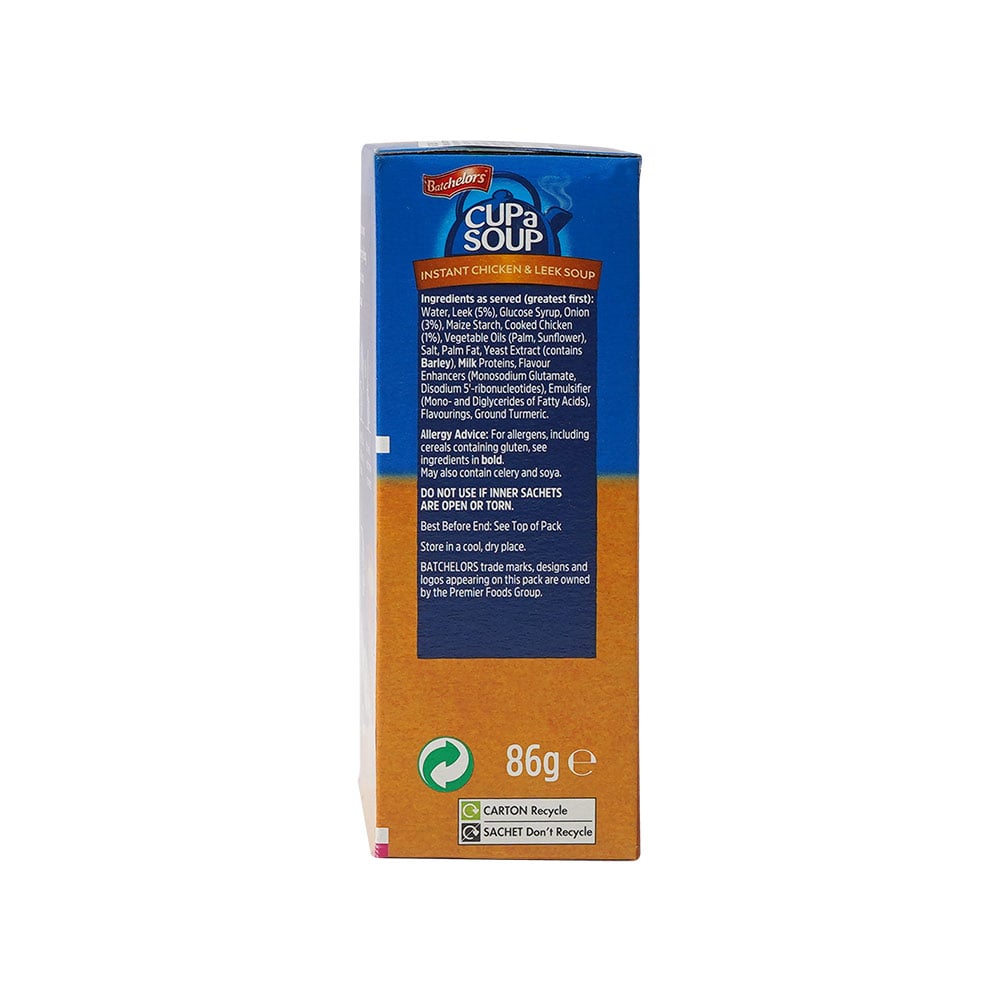 Batchelors
CUPa
SOUP
INSTANT CHICKEN & LEEK SOUP
Ingredients as served (greatest first):
Water, Leek (5%), Glucose Syrup, Onion
(3%), Maize Starch, Cooked Chicken
(1%), Vegetable Oils (Palm, Sunflower),
Salt, Palm Fat, Yeast Extract (contains
Barley), Milk Proteins, Flavour
Enhancers (Monosodium Glutamate,
Disodium 5'-ribonucleotides), Emulsifier
(Mono- and Diglycerides of Fatty Acids),
Flavourings, Ground Turmeric.
Allergy Advice: For allergens, including
cereals containing gluten, see
ingredients in bold.
May also contain celery and soya.
DO NOT USE IF INNER SACHETS
ARE OPEN OR TORN.
Best Before End: See Top of Pack
Store in a cool, dry place.
BATCHELORS trade marks, designs and
logos appearing on this pack are owned
by the Premier Foods Group.
86g ℮
CARTON Recycle
SACHET Don't Recycle